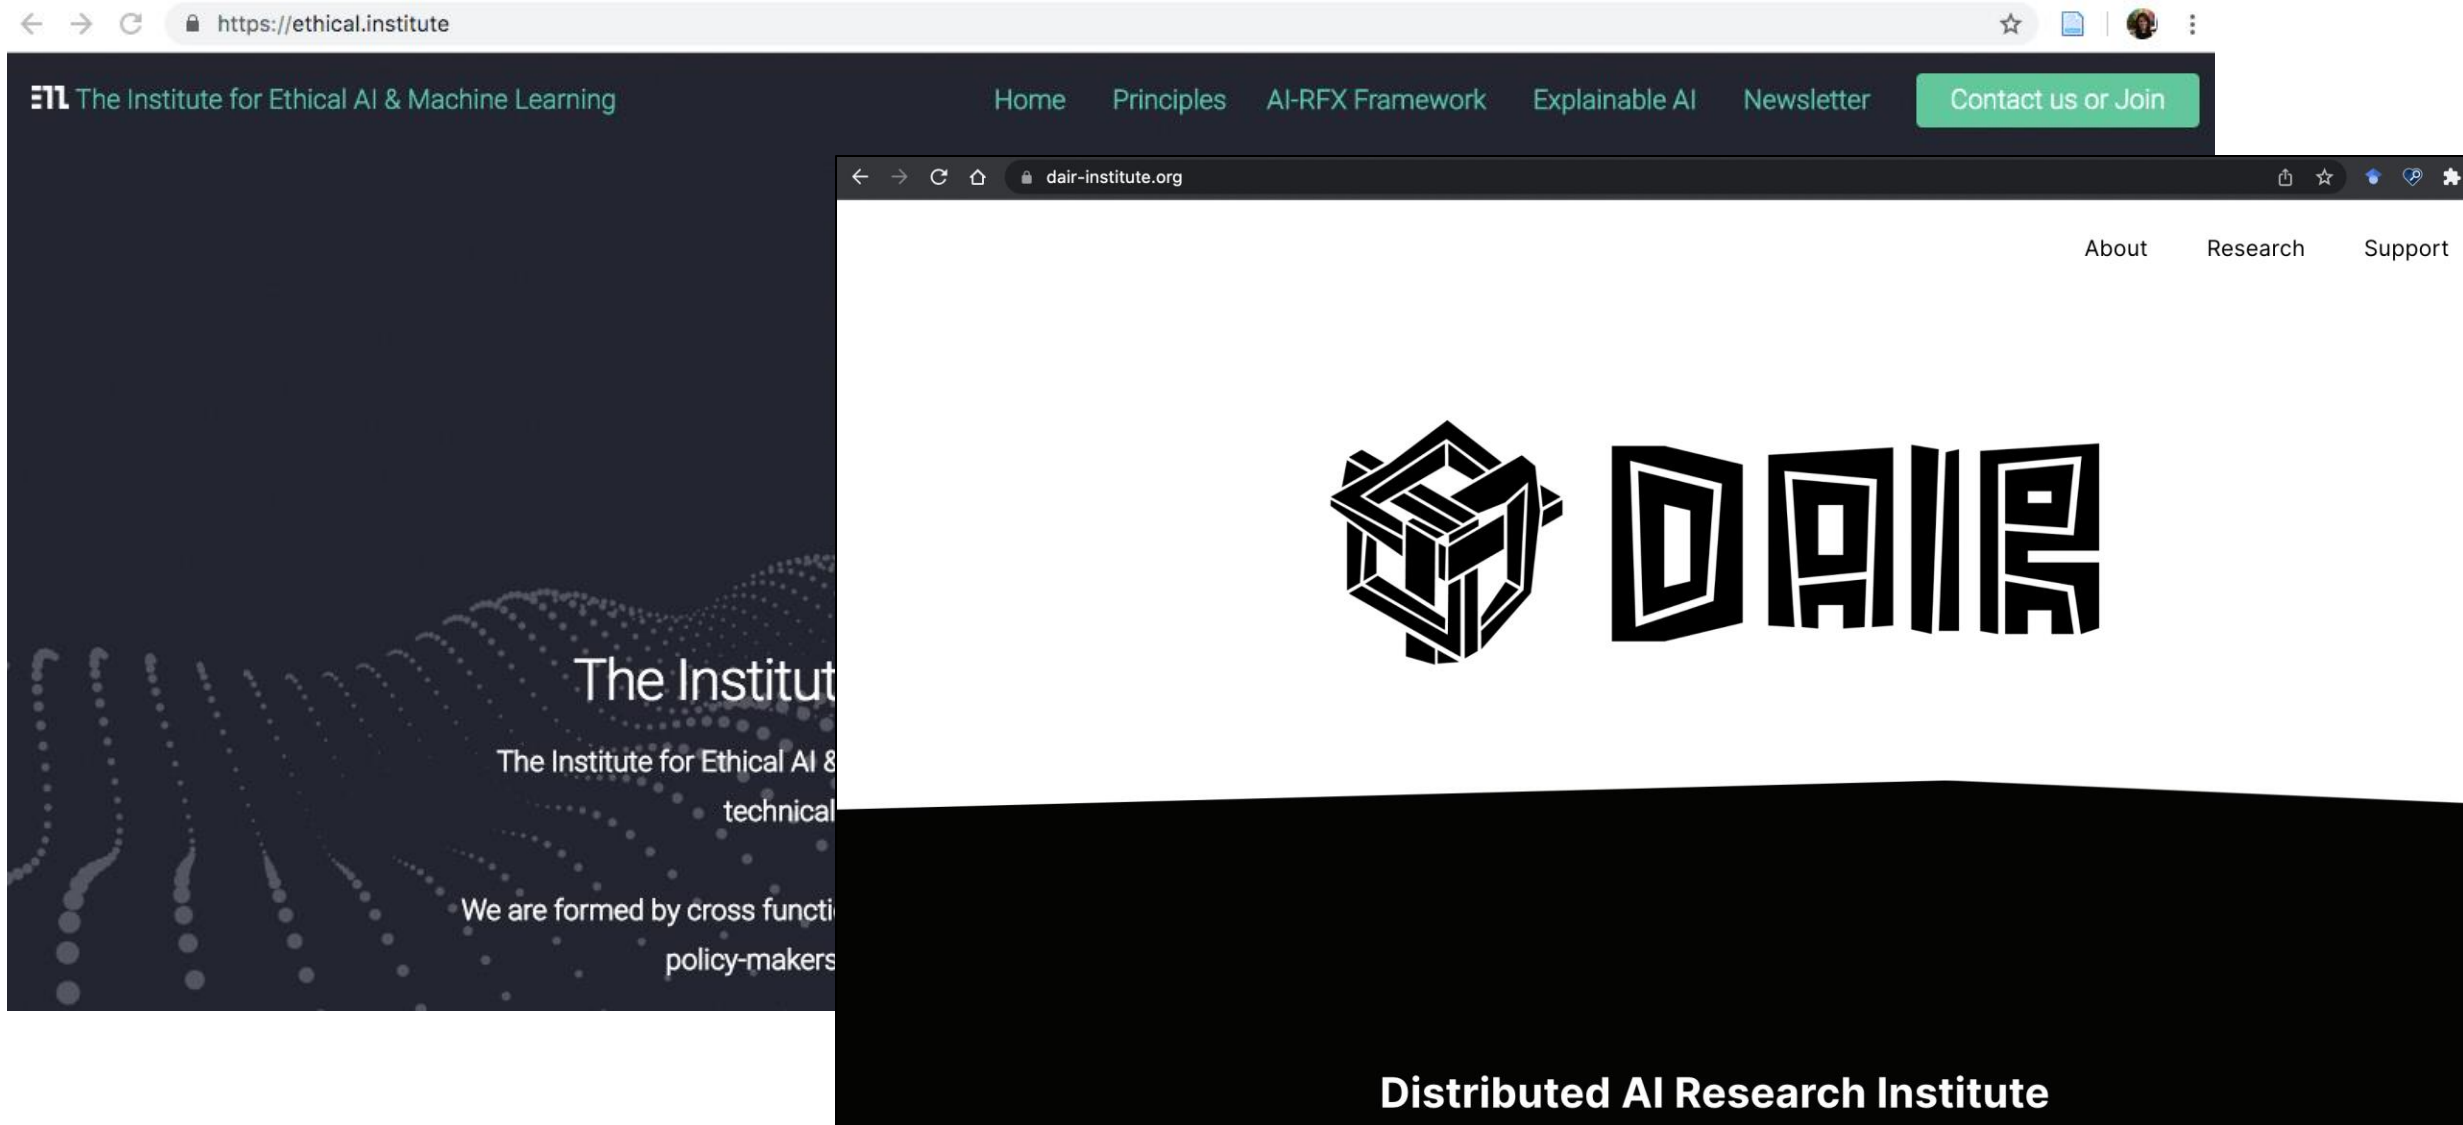 https://ethical.institute
The Institute for Ethical AI & Machine Learning
Home Principles AI-RFX Framework Explainable AI Newsletter Contact us or Join
dair-institute.org
About Research Support
DAIR
The Institut
The Institute for Ethical AI &
technical
We are formed by cross functi
policy-makers
Distributed AI Research Institute